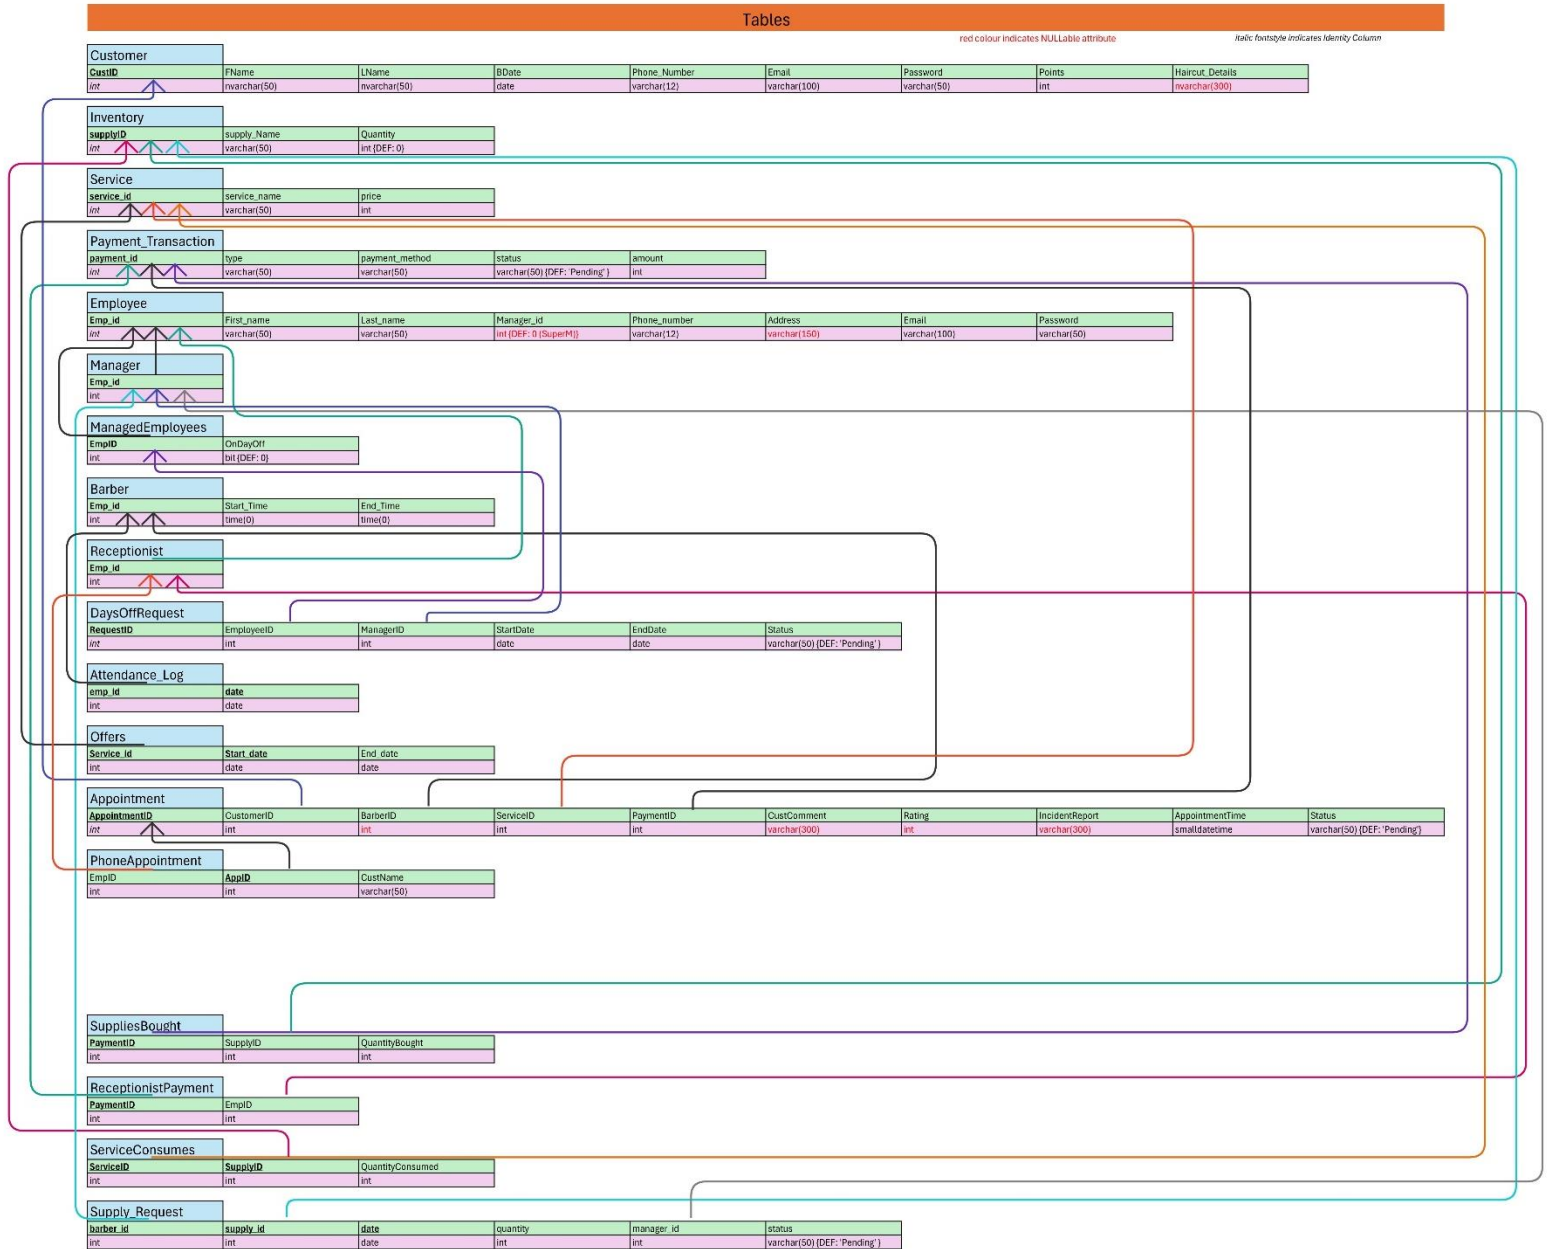 Tables
red colour indicates NULLable attribute
Italic fontstyle indicates Identity Column
Customer
CustID FName LName BDate Phone_Number Email Password Points Haircut_Details
int nvarchar(50) nvarchar(50) date varchar(12) varchar(100) varchar(50) int nvarchar(300)
Inventory
supplyID supply_Name Quantity
int varchar(50) int {DEF: 0}
Service
service_id service_name price
int varchar(50) int
Payment_Transaction
payment_id type payment_method status amount
int varchar(50) varchar(50) varchar(50) {DEF: 'Pending' } int
Employee
Emp_id First_name Last_name Manager_id Phone_number Address Email Password
int varchar(50) varchar(50) int {DEF: 0 (SuperM)} varchar(12) varchar(150) varchar(100) varchar(50)
Manager
Emp_id
int
ManagedEmployees
EmpID OnDayOff
int bit {DEF: 0}
Barber
Emp_id Start_Time End_Time
int time(0) time(0)
Receptionist
Emp_id
int
DaysOffRequest
RequestID EmployeeID ManagerID StartDate EndDate Status
int int int date date varchar(50) {DEF: 'Pending' }
Attendance_Log
emp_id date
int date
Offers
Service_id Start_date End_date
int date date
Appointment
AppointmentID CustomerID BarberID ServiceID PaymentID CustComment Rating IncidentReport AppointmentTime Status
int int int int int varchar(300) int varchar(300) smalldatetime varchar(50) {DEF: 'Pending'}
PhoneAppointment
EmpID AppID CustName
int int varchar(50)
SuppliesBought
PaymentID SupplyID QuantityBought
int int int
ReceptionistPayment
PaymentID EmpID
int int
ServiceConsumes
ServiceID SupplyID QuantityConsumed
int int int
Supply_Request
barber_id supply_id date quantity manager_id status
int int date int int varchar(50) {DEF: 'Pending' }